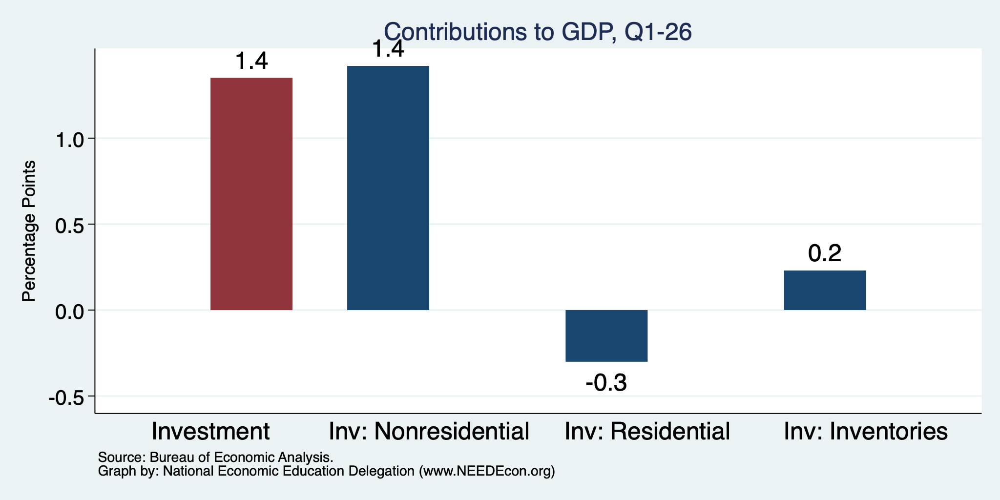 Contributions to GDP, Q1-26
1.4
1.4
1.0
Percentage Points
0.5
0.2
0.0
-0.3
-0.5
Investment
Inv: Nonresidential
Inv: Residential
Inv: Inventories
Source: Bureau of Economic Analysis.
Graph by: National Economic Education Delegation (www.NEEDEcon.org)